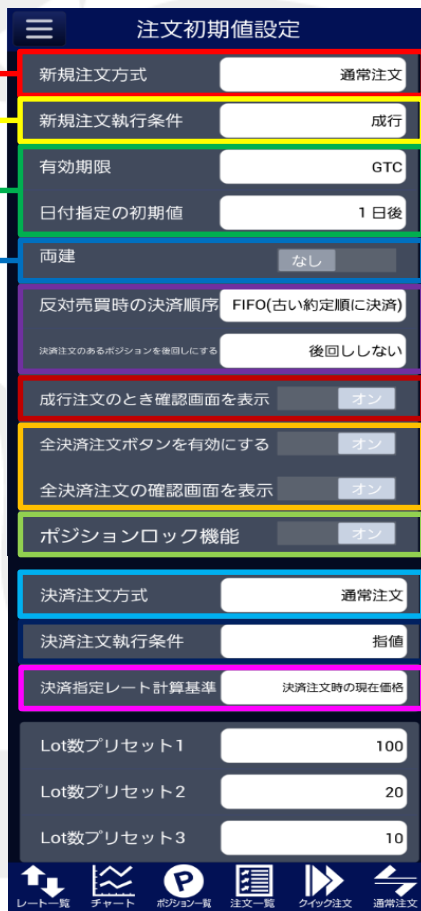 注文初期値設定
新規注文方式 通常注文
新規注文執行条件 成行
有効期限 GTC
日付指定の初期値 1 日後
両建 なし
反対売買時の決済順序 FIFO(古い約定順に決済)
決済注文のあるポジションを後回しにする 後回ししない
成行注文のとき確認画面を表示 オン
全決済注文ボタンを有効にする オン
全決済注文の確認画面を表示 オン
ポジションロック機能 オン
決済注文方式 通常注文
決済注文執行条件 指値
決済指定レート計算基準 決済注文時の現在価格
Lot数プリセット1 100
Lot数プリセット2 20
Lot数プリセット3 10
レート一覧 チャート ポジション一覧 注文一覧 クイック注文 通常注文